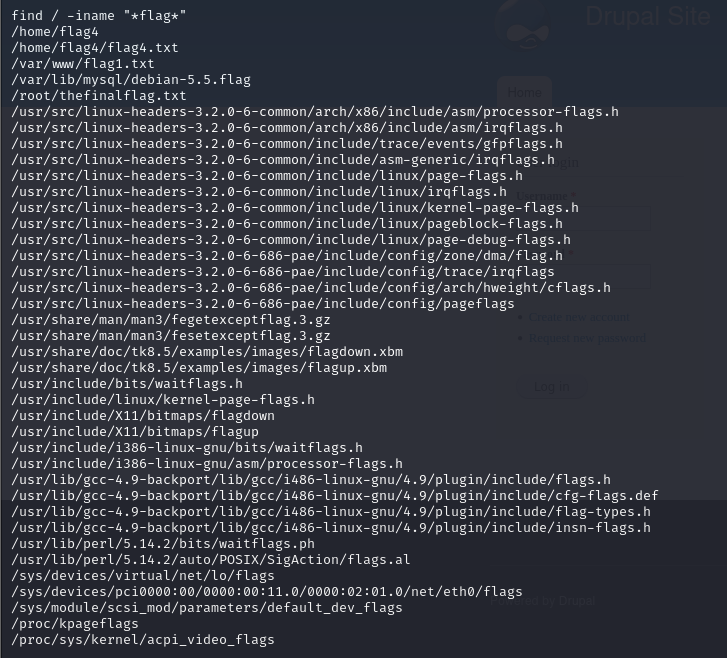 find / -iname "*flag*"
/home/flag4
/home/flag4/flag4.txt
/var/www/flag1.txt
/var/lib/mysql/debian-5.5.flag
/root/thefinalflag.txt
/usr/src/linux-headers-3.2.0-6-common/arch/x86/include/asm/processor-flags.h
/usr/src/linux-headers-3.2.0-6-common/arch/x86/include/asm/irqflags.h
/usr/src/linux-headers-3.2.0-6-common/include/trace/events/gfpflags.h
/usr/src/linux-headers-3.2.0-6-common/include/asm-generic/irqflags.h
/usr/src/linux-headers-3.2.0-6-common/include/linux/page-flags.h
/usr/src/linux-headers-3.2.0-6-common/include/linux/irqflags.h
/usr/src/linux-headers-3.2.0-6-common/include/linux/kernel-page-flags.h
/usr/src/linux-headers-3.2.0-6-common/include/linux/pageblock-flags.h
/usr/src/linux-headers-3.2.0-6-common/include/linux/page-debug-flags.h
/usr/src/linux-headers-3.2.0-6-686-pae/include/config/zone/dma/flag.h
/usr/src/linux-headers-3.2.0-6-686-pae/include/config/trace/irqflags
/usr/src/linux-headers-3.2.0-6-686-pae/include/config/arch/hweight/cflags.h
/usr/src/linux-headers-3.2.0-6-686-pae/include/config/pageflags
/usr/share/man/man3/fegetexceptflag.3.gz
/usr/share/man/man3/fesetexceptflag.3.gz
/usr/share/doc/tk8.5/examples/images/flagdown.xbm
/usr/share/doc/tk8.5/examples/images/flagup.xbm
/usr/include/bits/waitflags.h
/usr/include/linux/kernel-page-flags.h
/usr/include/X11/bitmaps/flagdown
/usr/include/X11/bitmaps/flagup
/usr/include/i386-linux-gnu/bits/waitflags.h
/usr/include/i386-linux-gnu/asm/processor-flags.h
/usr/lib/gcc-4.9-backport/lib/gcc/i486-linux-gnu/4.9/plugin/include/flags.h
/usr/lib/gcc-4.9-backport/lib/gcc/i486-linux-gnu/4.9/plugin/include/cfg-flags.def
/usr/lib/gcc-4.9-backport/lib/gcc/i486-linux-gnu/4.9/plugin/include/flag-types.h
/usr/lib/gcc-4.9-backport/lib/gcc/i486-linux-gnu/4.9/plugin/include/insn-flags.h
/usr/lib/perl/5.14.2/bits/waitflags.ph
/usr/lib/perl/5.14.2/auto/POSIX/SigAction/flags.al
/sys/devices/virtual/net/lo/flags
/sys/devices/pci0000:00/0000:00:11.0/0000:02:01.0/net/eth0/flags
/sys/module/scsi_mod/parameters/default_dev_flags
/proc/kpageflags
/proc/sys/kernel/acpi_video_flags
Drupal Site
Home
Create new account
Request new password
Log in
Powered by Drupal